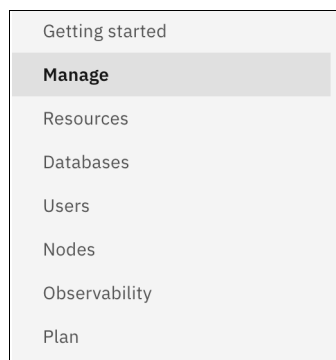 Getting started
Manage
Resources
Databases
Users
Nodes
Observability
Plan